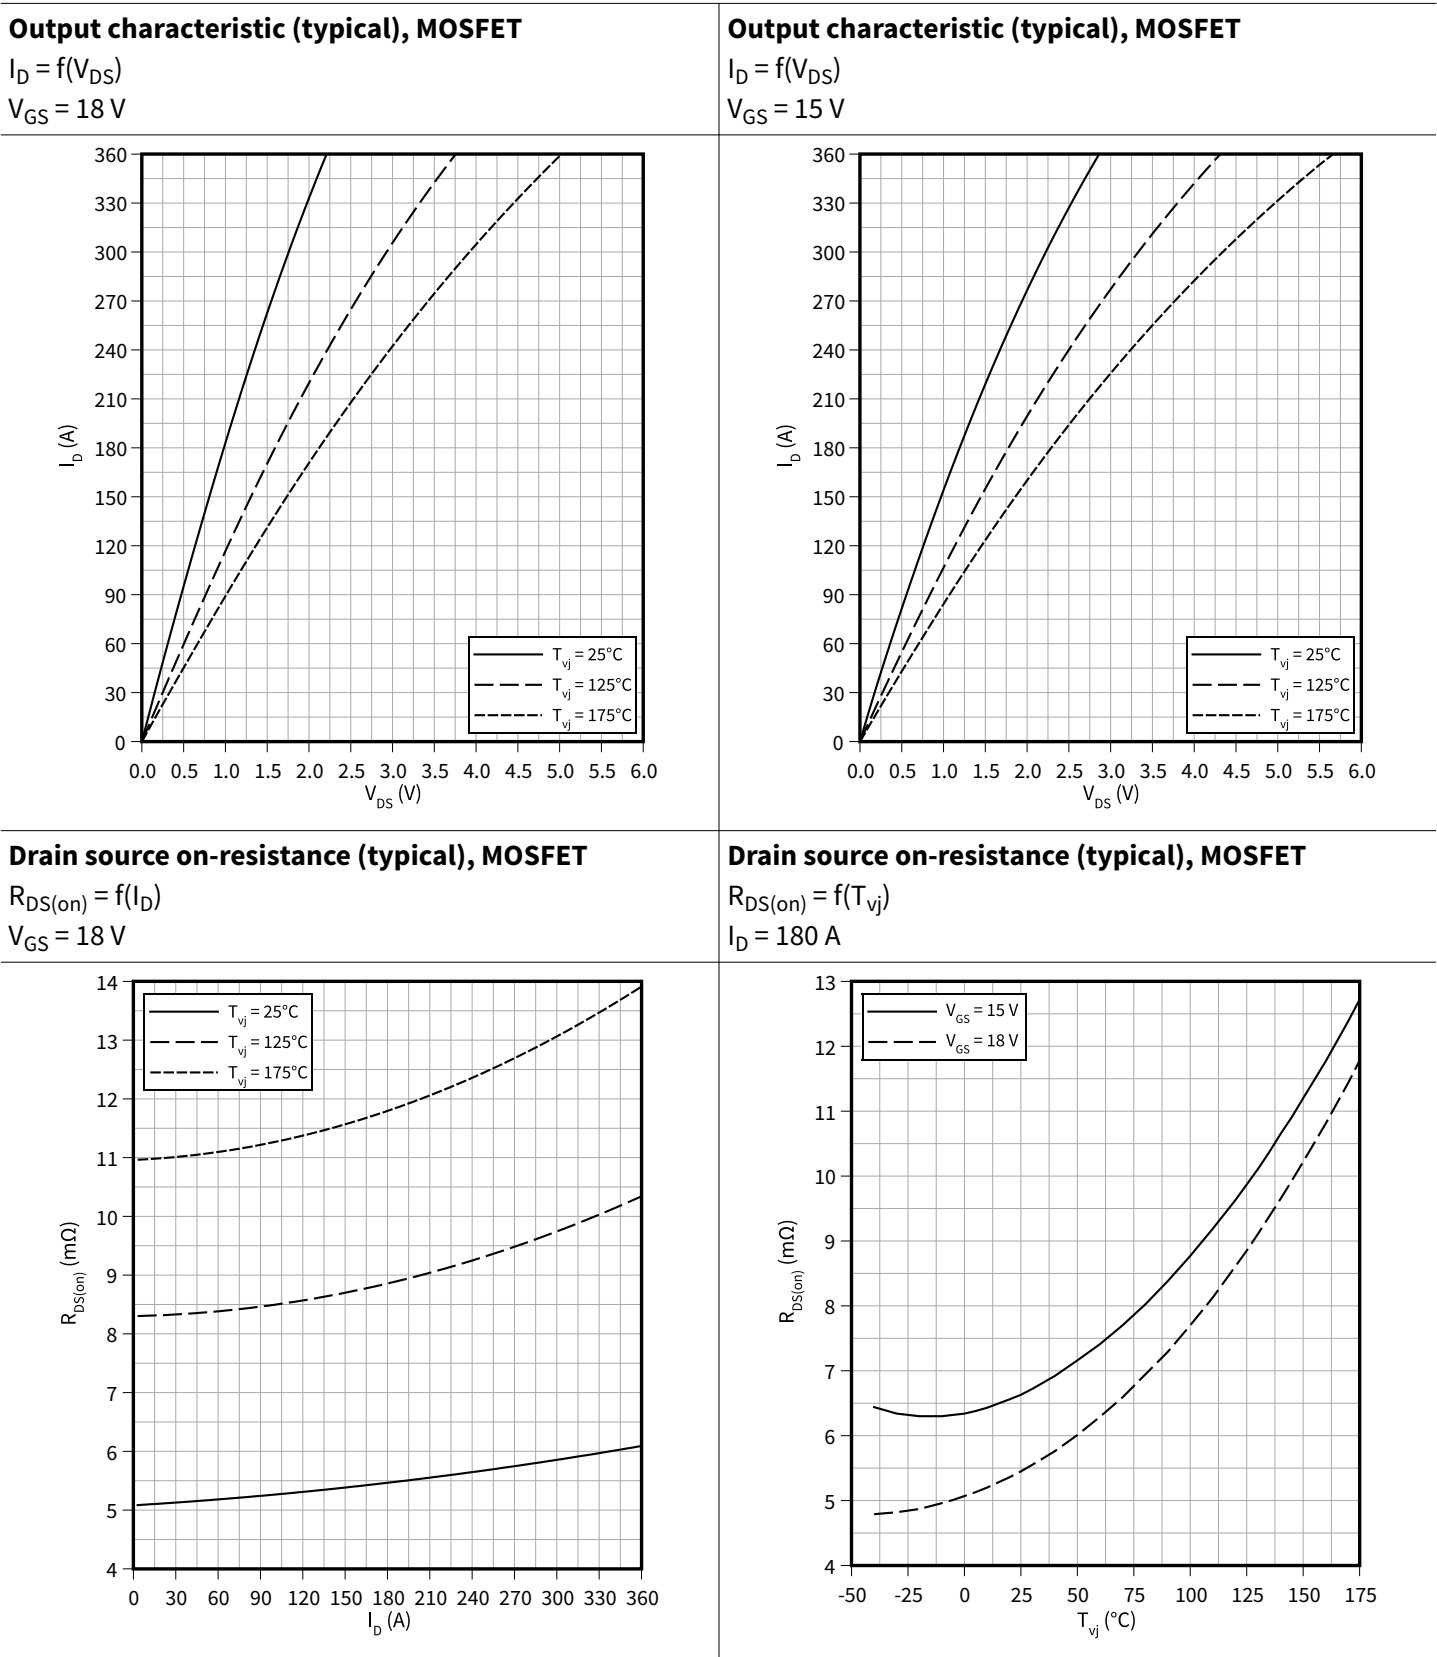 Output characteristic (typical), MOSFET
I_D = f(V_DS)
V_GS = 18 V
360
330
300
270
240
210
180
150
120
90
60
30
0
I_D (A)
T_vj = 25°C
T_vj = 125°C
T_vj = 175°C
0.0 0.5 1.0 1.5 2.0 2.5 3.0 3.5 4.0 4.5 5.0 5.5 6.0
V_DS (V)
Output characteristic (typical), MOSFET
I_D = f(V_DS)
V_GS = 15 V
360
330
300
270
240
210
180
150
120
90
60
30
0
I_D (A)
T_vj = 25°C
T_vj = 125°C
T_vj = 175°C
0.0 0.5 1.0 1.5 2.0 2.5 3.0 3.5 4.0 4.5 5.0 5.5 6.0
V_DS (V)
Drain source on-resistance (typical), MOSFET
R_DS(on) = f(I_D)
V_GS = 18 V
14
13
12
11
10
9
8
7
6
5
4
R_DS(on) (mΩ)
T_vj = 25°C
T_vj = 125°C
T_vj = 175°C
0 30 60 90 120 150 180 210 240 270 300 330 360
I_D (A)
Drain source on-resistance (typical), MOSFET
R_DS(on) = f(T_vj)
I_D = 180 A
13
12
11
10
9
8
7
6
5
4
R_DS(on) (mΩ)
V_GS = 15 V
V_GS = 18 V
-50 -25 0 25 50 75 100 125 150 175
T_vj (°C)